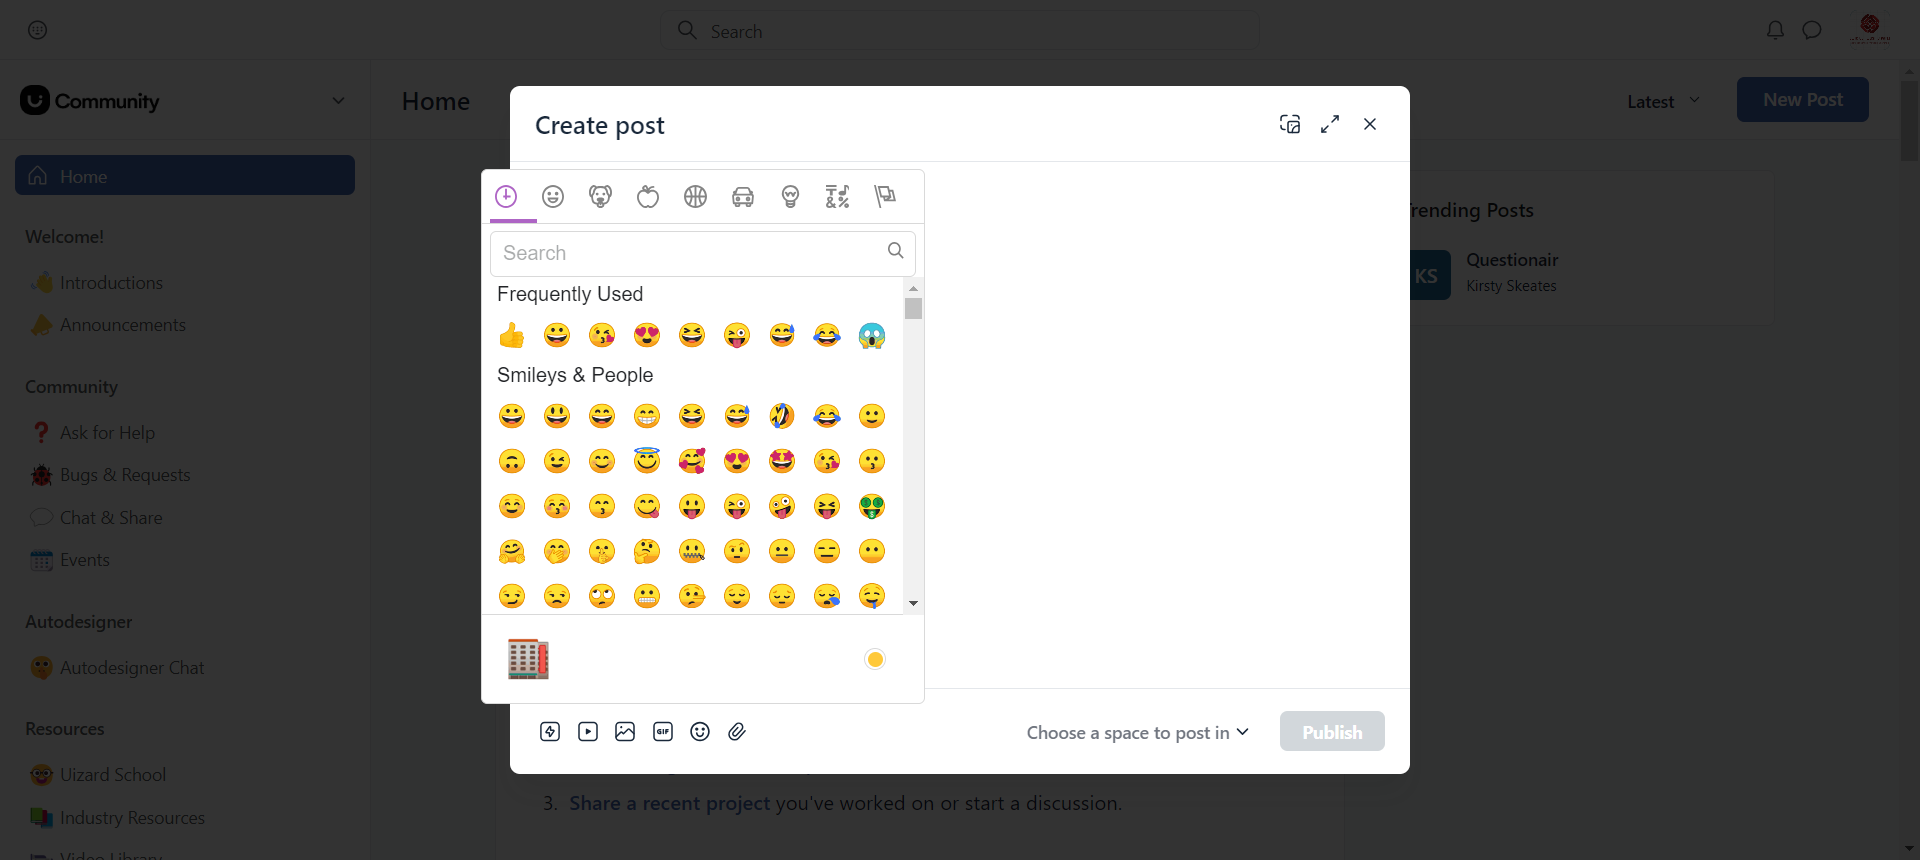 Search
Community
Home
Latest
New Post
Create post
Home
Welcome!
Introductions
Announcements
Community
Ask for Help
Bugs & Requests
Chat & Share
Events
Autodesigner
Autodesigner Chat
Resources
Uizard School
Industry Resources
Video Library
Search
Frequently Used
Smileys & People
GIF
Choose a space to post in
Publish
rending Posts
KS
Questionair
Kirsty Skeates
3. Share a recent project you've worked on or start a discussion.